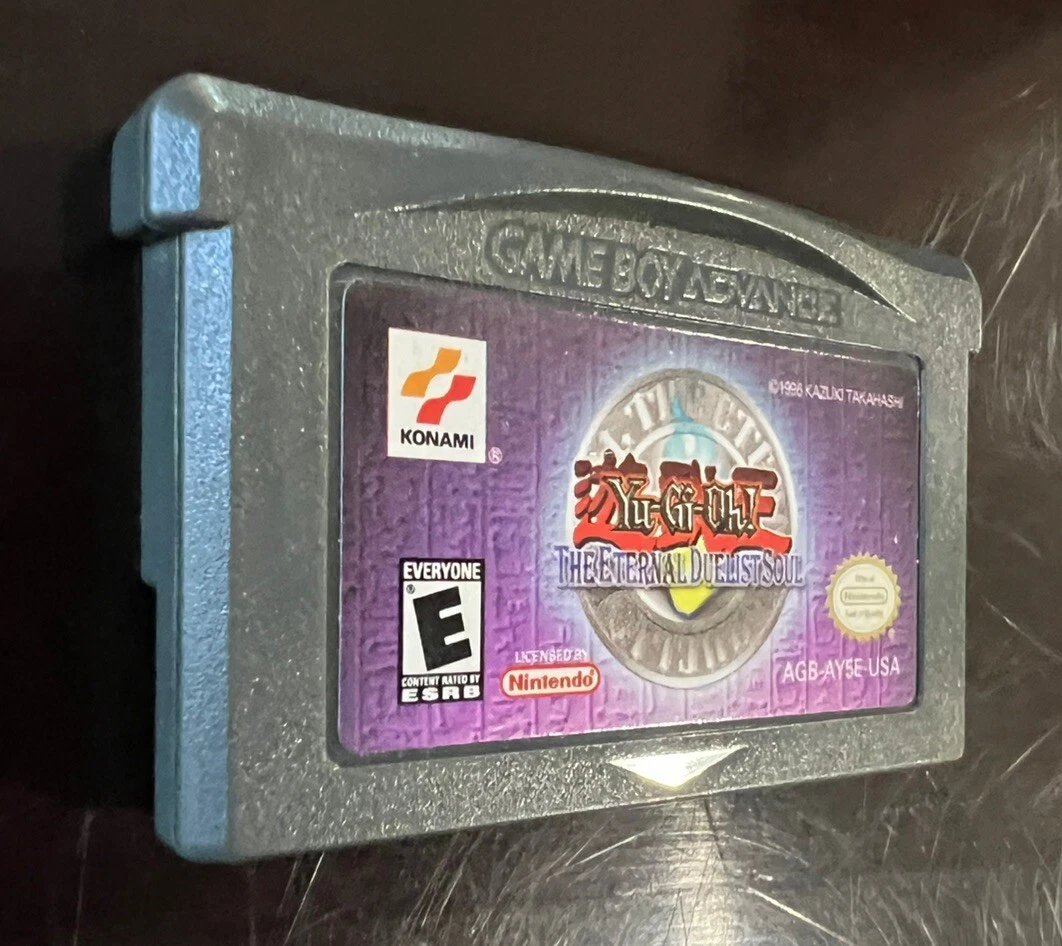 GAME BOY ADVANCE
KONAMI
®
©1996 KAZUKI TAKAHASHI
Yu-Gi-Oh!
THE ETERNAL DUELIST SOUL
EVERYONE
®
E
CONTENT RATED BY
ESRB
LICENSED BY
Nintendo®
Nintendo
AGB-AY5E-USA